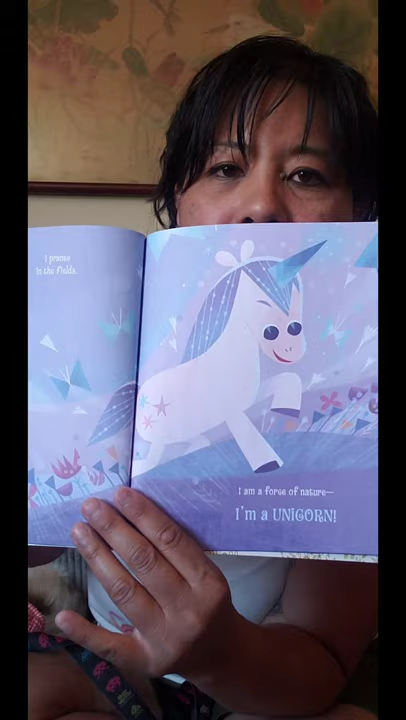 I prance
in the fields.
I am a force of nature—
I'm a UNICORN!